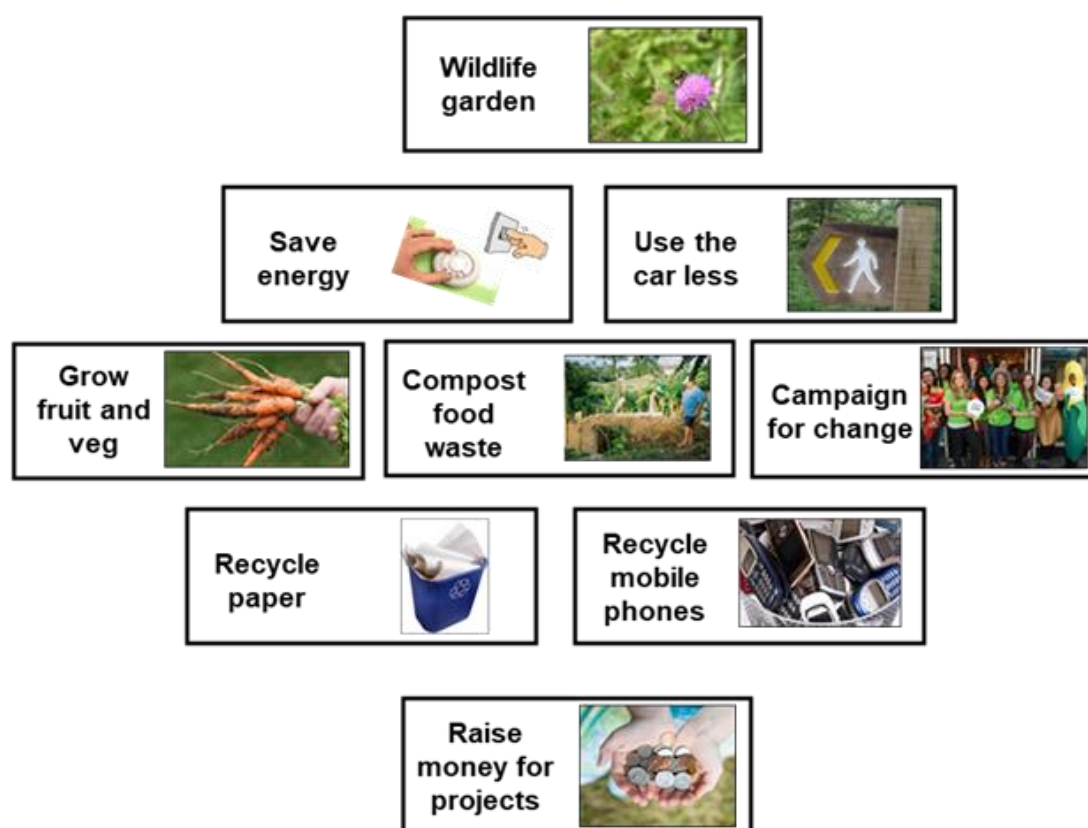 Wildlife
garden
Save
energy
Use the
car less
Grow
fruit and
veg
Compost
food
waste
Campaign
for change
Recycle
paper
Recycle
mobile
phones
Raise
money for
projects